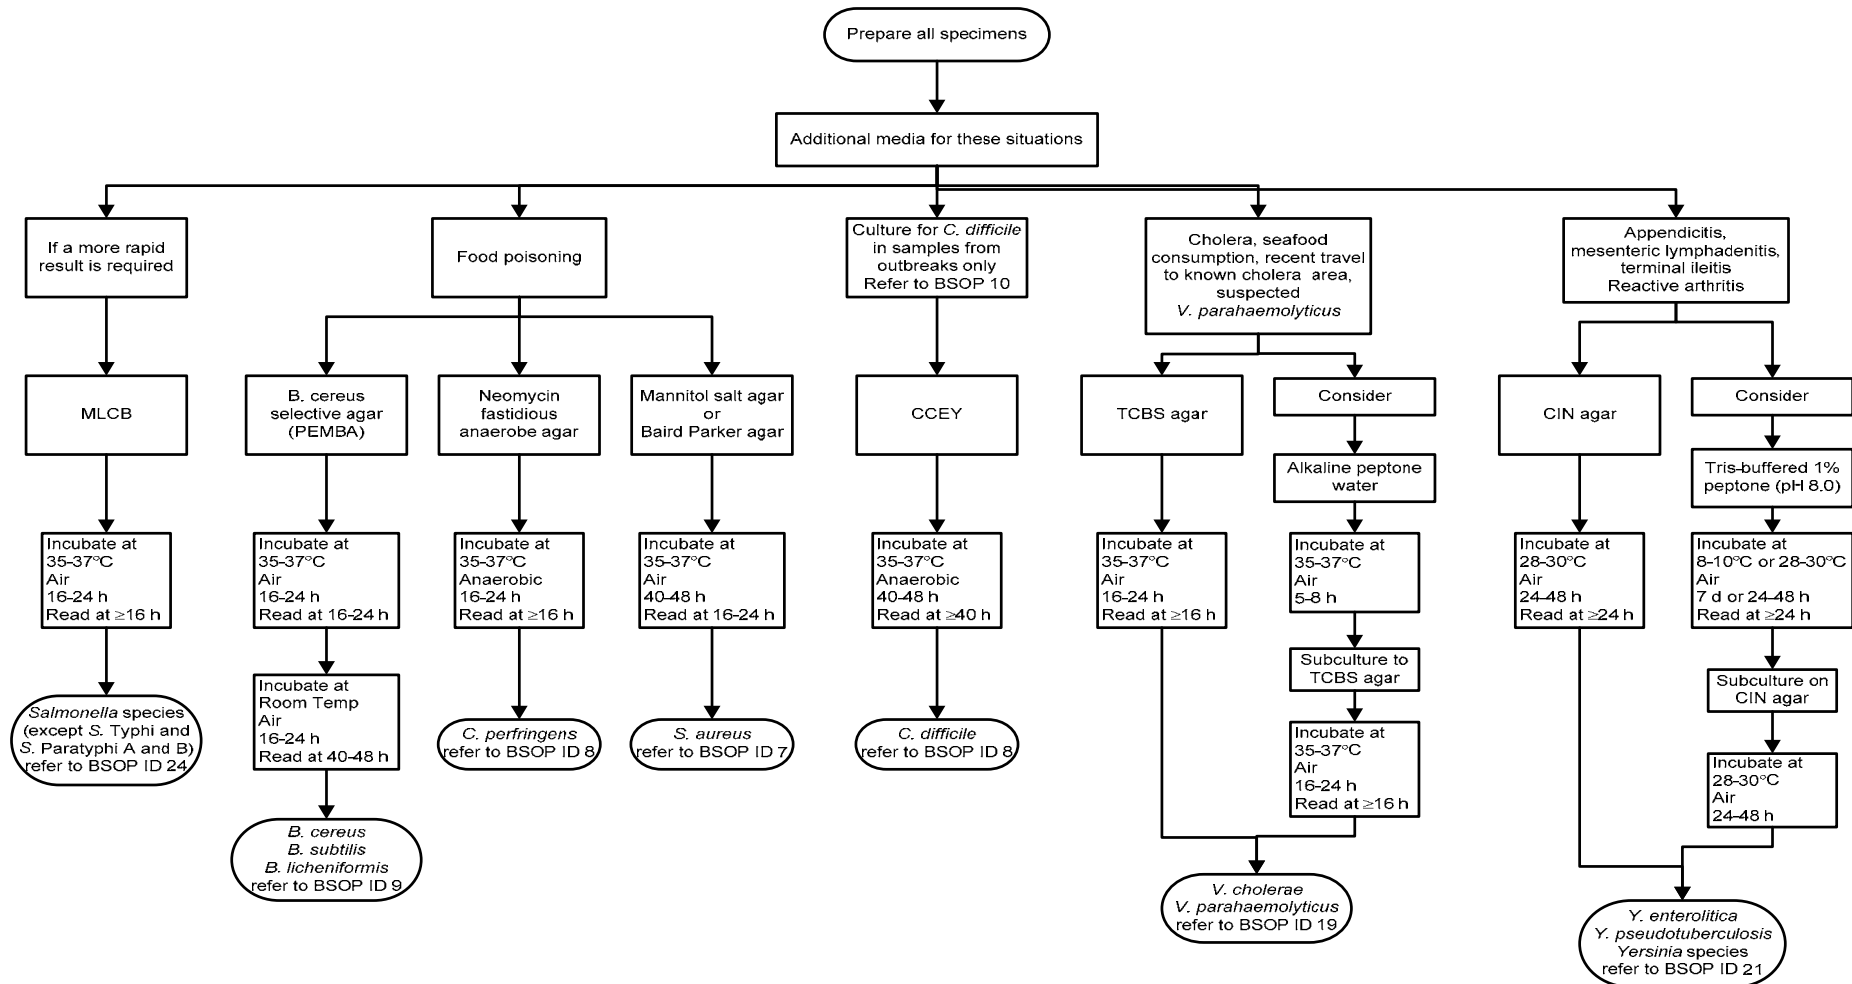 Prepare all specimens
Additional media for these situations
If a more rapid
result is required
Food poisoning
Culture for C. difficile
in samples from
outbreaks only
Refer to BSOP 10
Cholera, seafood
consumption, recent travel
to known cholera area,
suspected
V. parahaemolyticus
Appendicitis,
mesenteric lymphadenitis,
terminal ileitis
Reactive arthritis
MLCB
B. cereus
selective agar
(PEMBA)
Neomycin
fastidious
anaerobe agar
Mannitol salt agar
or
Baird Parker agar
CCEY
TCBS agar
Consider
Alkaline peptone
water
CIN agar
Consider
Tris-buffered 1%
peptone (pH 8.0)
Incubate at
35-37°C
Air
16-24 h
Read at ≥16 h
Incubate at
35-37°C
Air
16-24 h
Read at 16-24 h
Incubate at
35-37°C
Anaerobic
16-24 h
Read at ≥16 h
Incubate at
35-37°C
Air
40-48 h
Read at 16-24 h
Incubate at
35-37°C
Anaerobic
40-48 h
Read at ≥40 h
Incubate at
35-37°C
Air
16-24 h
Read at ≥16 h
Incubate at
35-37°C
Air
5-8 h
Incubate at
28-30°C
Air
24-48 h
Read at ≥24 h
Incubate at
8-10°C or 28-30°C
Air
7 d or 24-48 h
Read at ≥24 h
Subculture to
TCBS agar
Subculture on
CIN agar
Incubate at
Room Temp
Air
16-24 h
Read at 40-48 h
Incubate at
35-37°C
Air
16-24 h
Read at ≥16 h
Incubate at
28-30°C
Air
24-48 h
Salmonella species
(except S. Typhi and
S. Paratyphi A and B)
refer to BSOP ID 24
B. cereus
B. subtilis
B. licheniformis
refer to BSOP ID 9
C. perfringens
refer to BSOP ID 8
S. aureus
refer to BSOP ID 7
C. difficile
refer to BSOP ID 8
V. cholerae
V. parahaemolyticus
refer to BSOP ID 19
Y. enterolitica
Y. pseudotuberculosis
Yersinia species
refer to BSOP ID 21